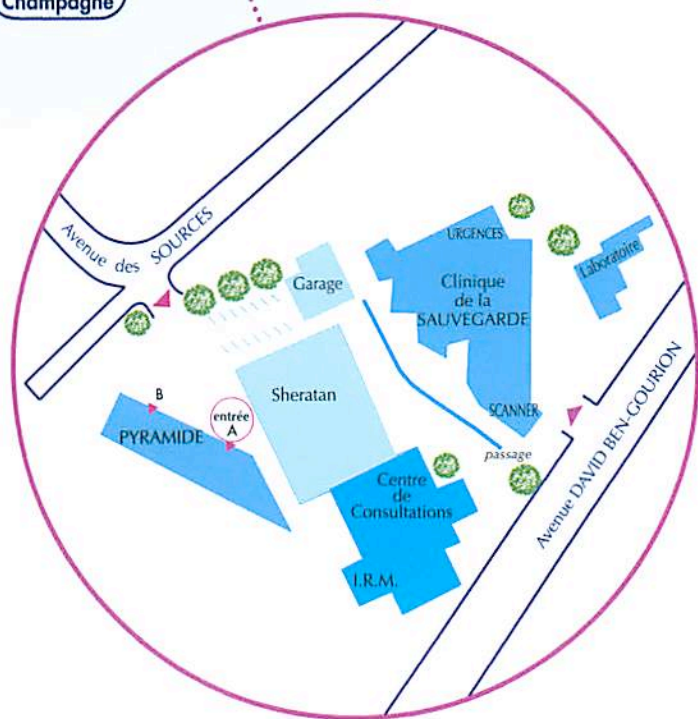 Champagne
Avenue des SOURCES
URGENCES
Laboratoire
Garage
Clinique
de la
SAUVEGARDE
Sheratan
B
entrée
A
PYRAMIDE
SCANNER
passage
Centre
de
Consultations
I.R.M.
Avenue DAVID BEN-GOURION